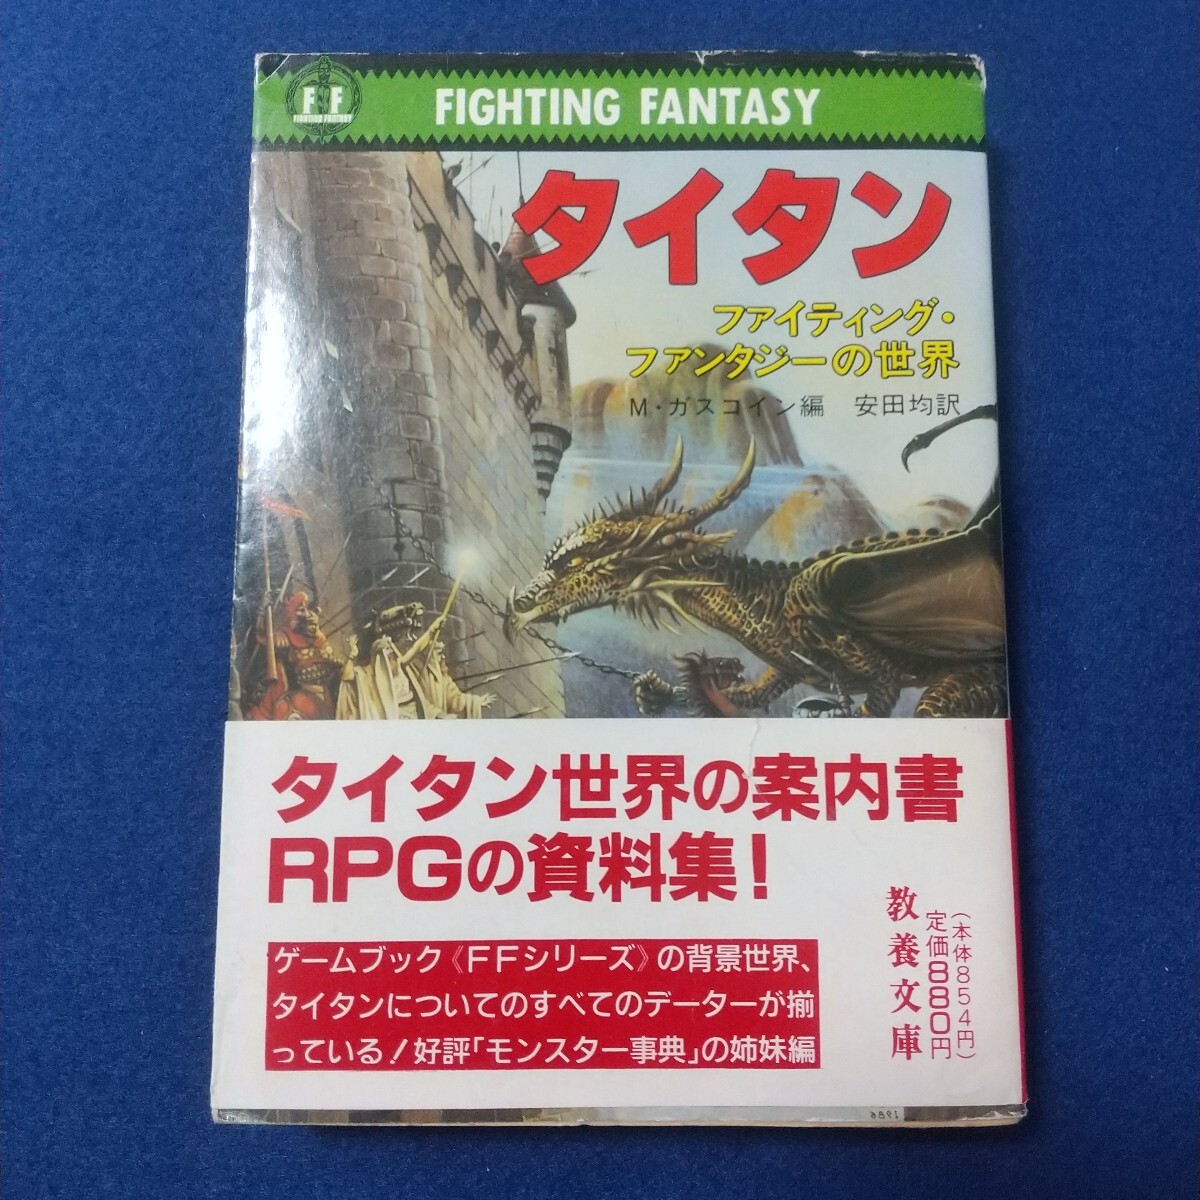 FF
FIGHTING FANTASY
FIGHTING FANTASY
タイタン
ファイティング・
ファンタジーの世界
M・ガスコイン編　安田均訳
タイタン世界の案内書
RPGの資料集!
ゲームブック《FFシリーズ》の背景世界、
タイタンについてのすべてのデーターが揃
っている!好評「モンスター事典」の姉妹編
教養文庫
定価880円
(本体854円)
1986